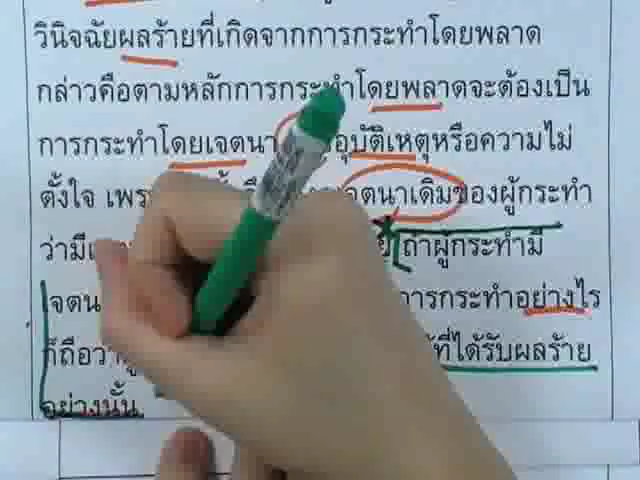 วินิจฉัยผลร้ายที่เกิดจากการกระทำโดยพลาด
กล่าวคือตามหลักการกระทำโดยพลาดจะต้องเป็น
การกระทำโดยเจตนา อุบัติเหตุหรือความไม่
ตั้งใจ เจตนาเดิมของผู้กระทำ
ว่ามี ถ้าผู้กระทำมี
เจตนา การกระทำอย่างไร
ก็ถือว่า ที่ได้รับผลร้าย
อย่างนั้น